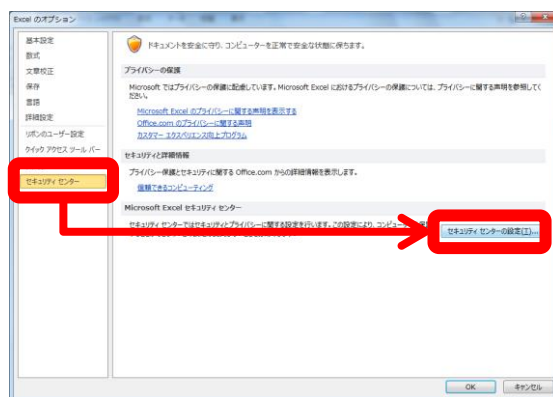 Excel のオプション
基本設定
数式
文章校正
保存
言語
詳細設定
リボンのユーザー設定
クイック アクセス ツール バー
セキュリティ センター
ドキュメントを安全に守り、コンピューターを正常で安全な状態に保ちます。
プライバシーの保護
Microsoft ではプライバシーの保護に配慮しています。Microsoft Excel におけるプライバシーの保護については、プライバシーに関する声明を参照してください。
Microsoft Excel のプライバシーに関する声明を表示する
Office.com のプライバシーに関する声明
カスタマー エクスペリエンス向上プログラム
セキュリティと詳細情報
プライバシー保護とセキュリティに関する Office.com からの詳細情報を表示します。
信頼できるコンピューティング
Microsoft Excel セキュリティ センター
セキュリティ センターではセキュリティとプライバシーに関する設定を行います。この設定により、コンピューターの保
セキュリティ センターの設定(T)...
OK
キャンセル